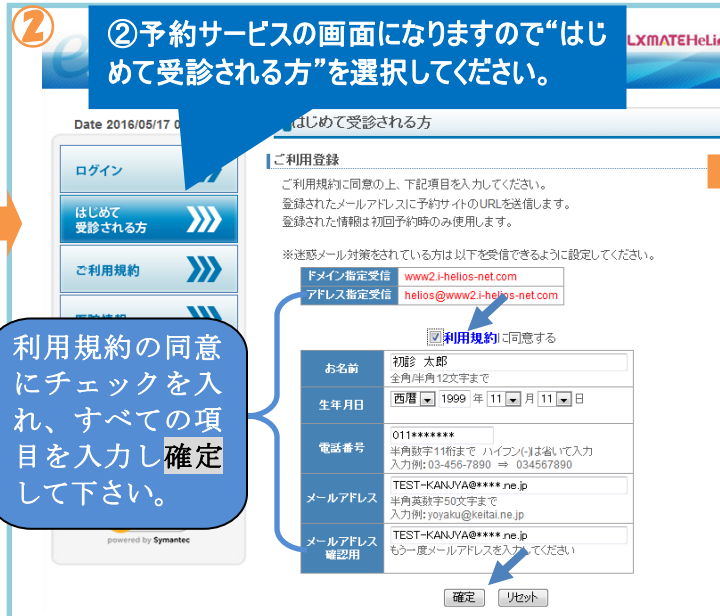 ②
②予約サービスの画面になりますので“はじ
めて受診される方”を選択してください。
LXMATEHeLi
Date 2016/05/17 0
はじめて受診される方
ログイン
はじめて
受診される方
ご利用規約
ご利用登録
ご利用規約に同意の上、下記項目を入力してください。
登録されたメールアドレスに予約サイトのURLを送信します。
登録された情報は初回予約時のみ使用します。
※迷惑メール対策をされている方は以下を受信できるように設定してください。
ドメイン指定受信 www2.i-helios-net.com
アドレス指定受信 helios@www2.i-helios-net.com
利用規約に同意する
利用規約の同意
にチェックを入
れ、すべての項
目を入力し確定
して下さい。
お名前 初診 太郎
全角/半角12文字まで
生年月日 西暦 1999 年 11 月 11 日
電話番号 011*******
半角数字11桁まで ハイフン(-)は省いて入力
入力例: 03-456-7890 ⇒ 034567890
メールアドレス TEST-KANJYA@****.ne.jp
半角英数字50文字まで
入力例: yoyaku@keitai.ne.jp
メールアドレス
確認用 TEST-KANJYA@****.ne.jp
もう一度メールアドレスを入力してください
powered by Symantec
確定 リセット